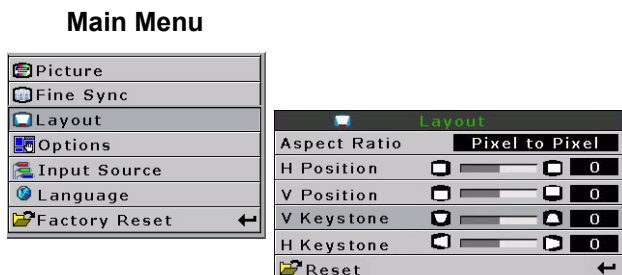 Main Menu
Picture
Fine Sync
Layout
Options
Input Source
Language
Factory Reset
Layout
Aspect Ratio Pixel to Pixel
H Position 0
V Position 0
V Keystone 0
H Keystone 0
Reset